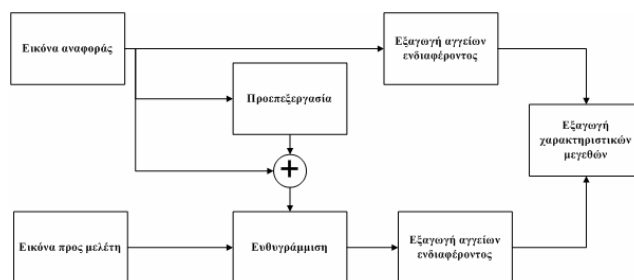 Εικόνα αναφοράς
Εξαγωγή αγγείων
ενδιαφέροντος
Προεπεξεργασία
Εξαγωγή
χαρακτηριστικών
μεγεθών
+
Εικόνα προς μελέτη
Ευθυγράμμιση
Εξαγωγή αγγείων
ενδιαφέροντος